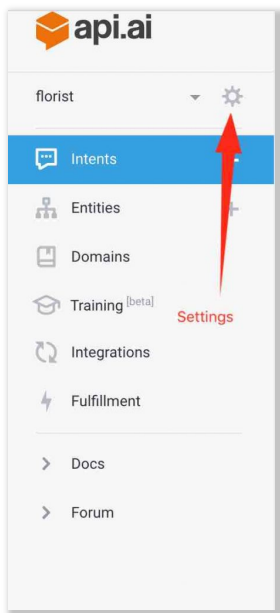 api.ai
florist
Intents
Entities
Domains
Training [beta]
Settings
Integrations
Fulfillment
Docs
Forum